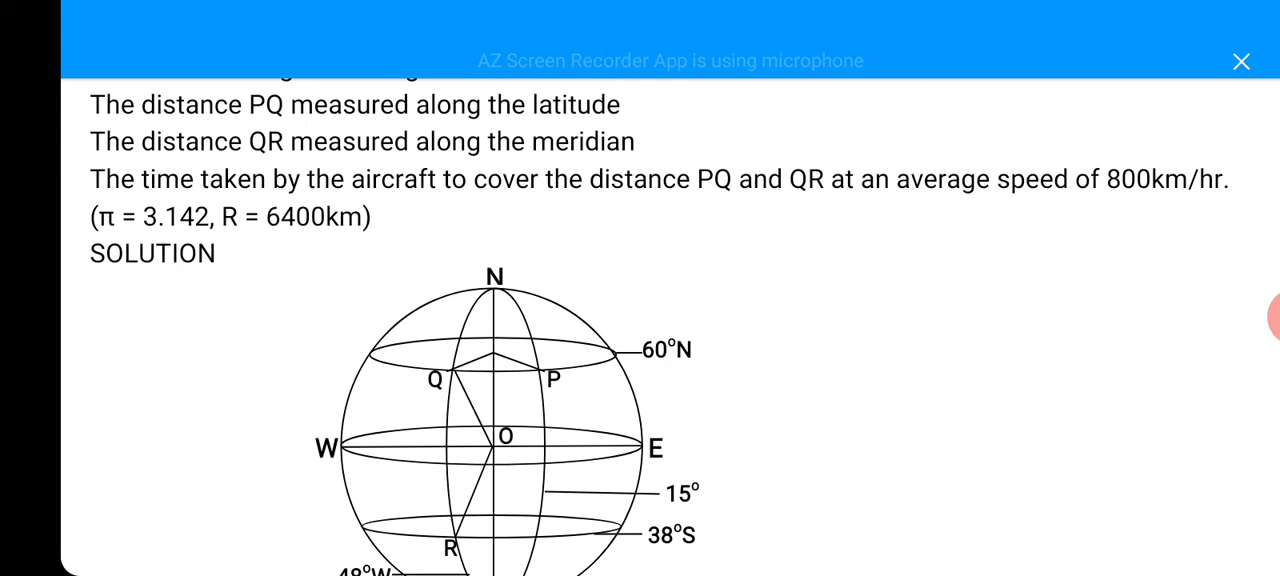 AZ Screen Recorder App is using microphone
The distance PQ measured along the latitude
The distance QR measured along the meridian
The time taken by the aircraft to cover the distance PQ and QR at an average speed of 800km/hr.
(π = 3.142, R = 6400km)
SOLUTION
N
60°N
Q P
W O E
15°
38°S
R
48°W